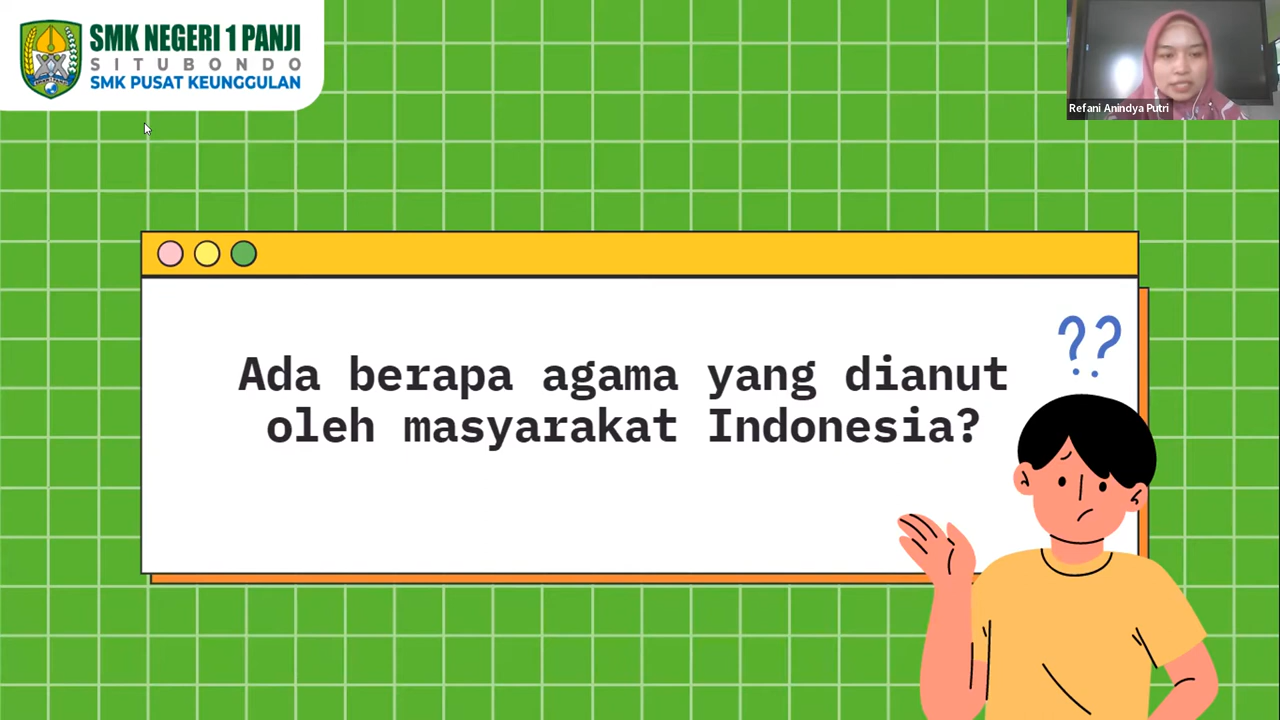 SMK NEGERI 1 PANJI
SITUBONDO
SMK PUSAT KEUNGGULAN
Refani Anindya Putri
??
Ada berapa agama yang dianut
oleh masyarakat Indonesia?